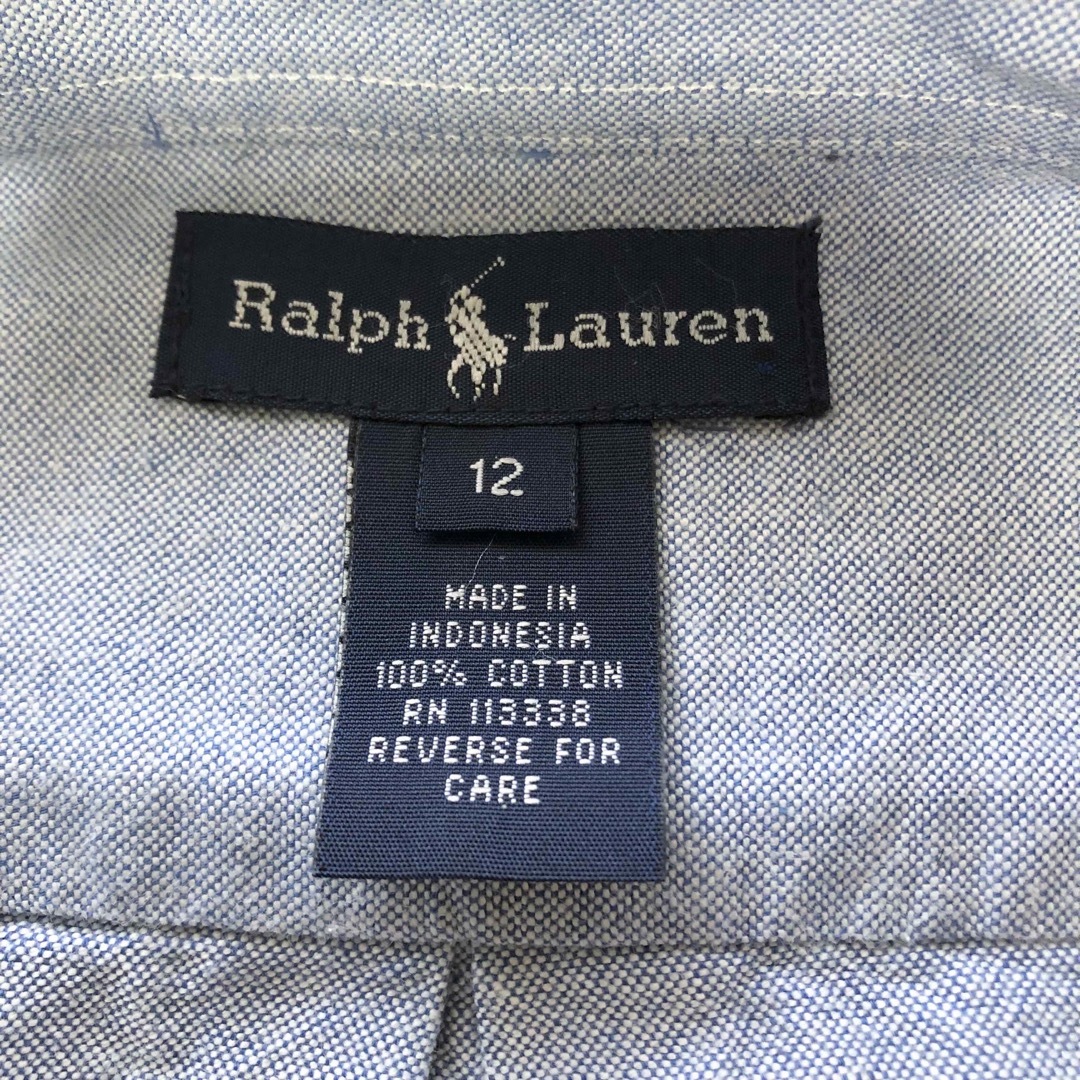 Ralph Lauren
12
MADE IN
INDONESIA
100% COTTON
RN 113338
REVERSE FOR
CARE